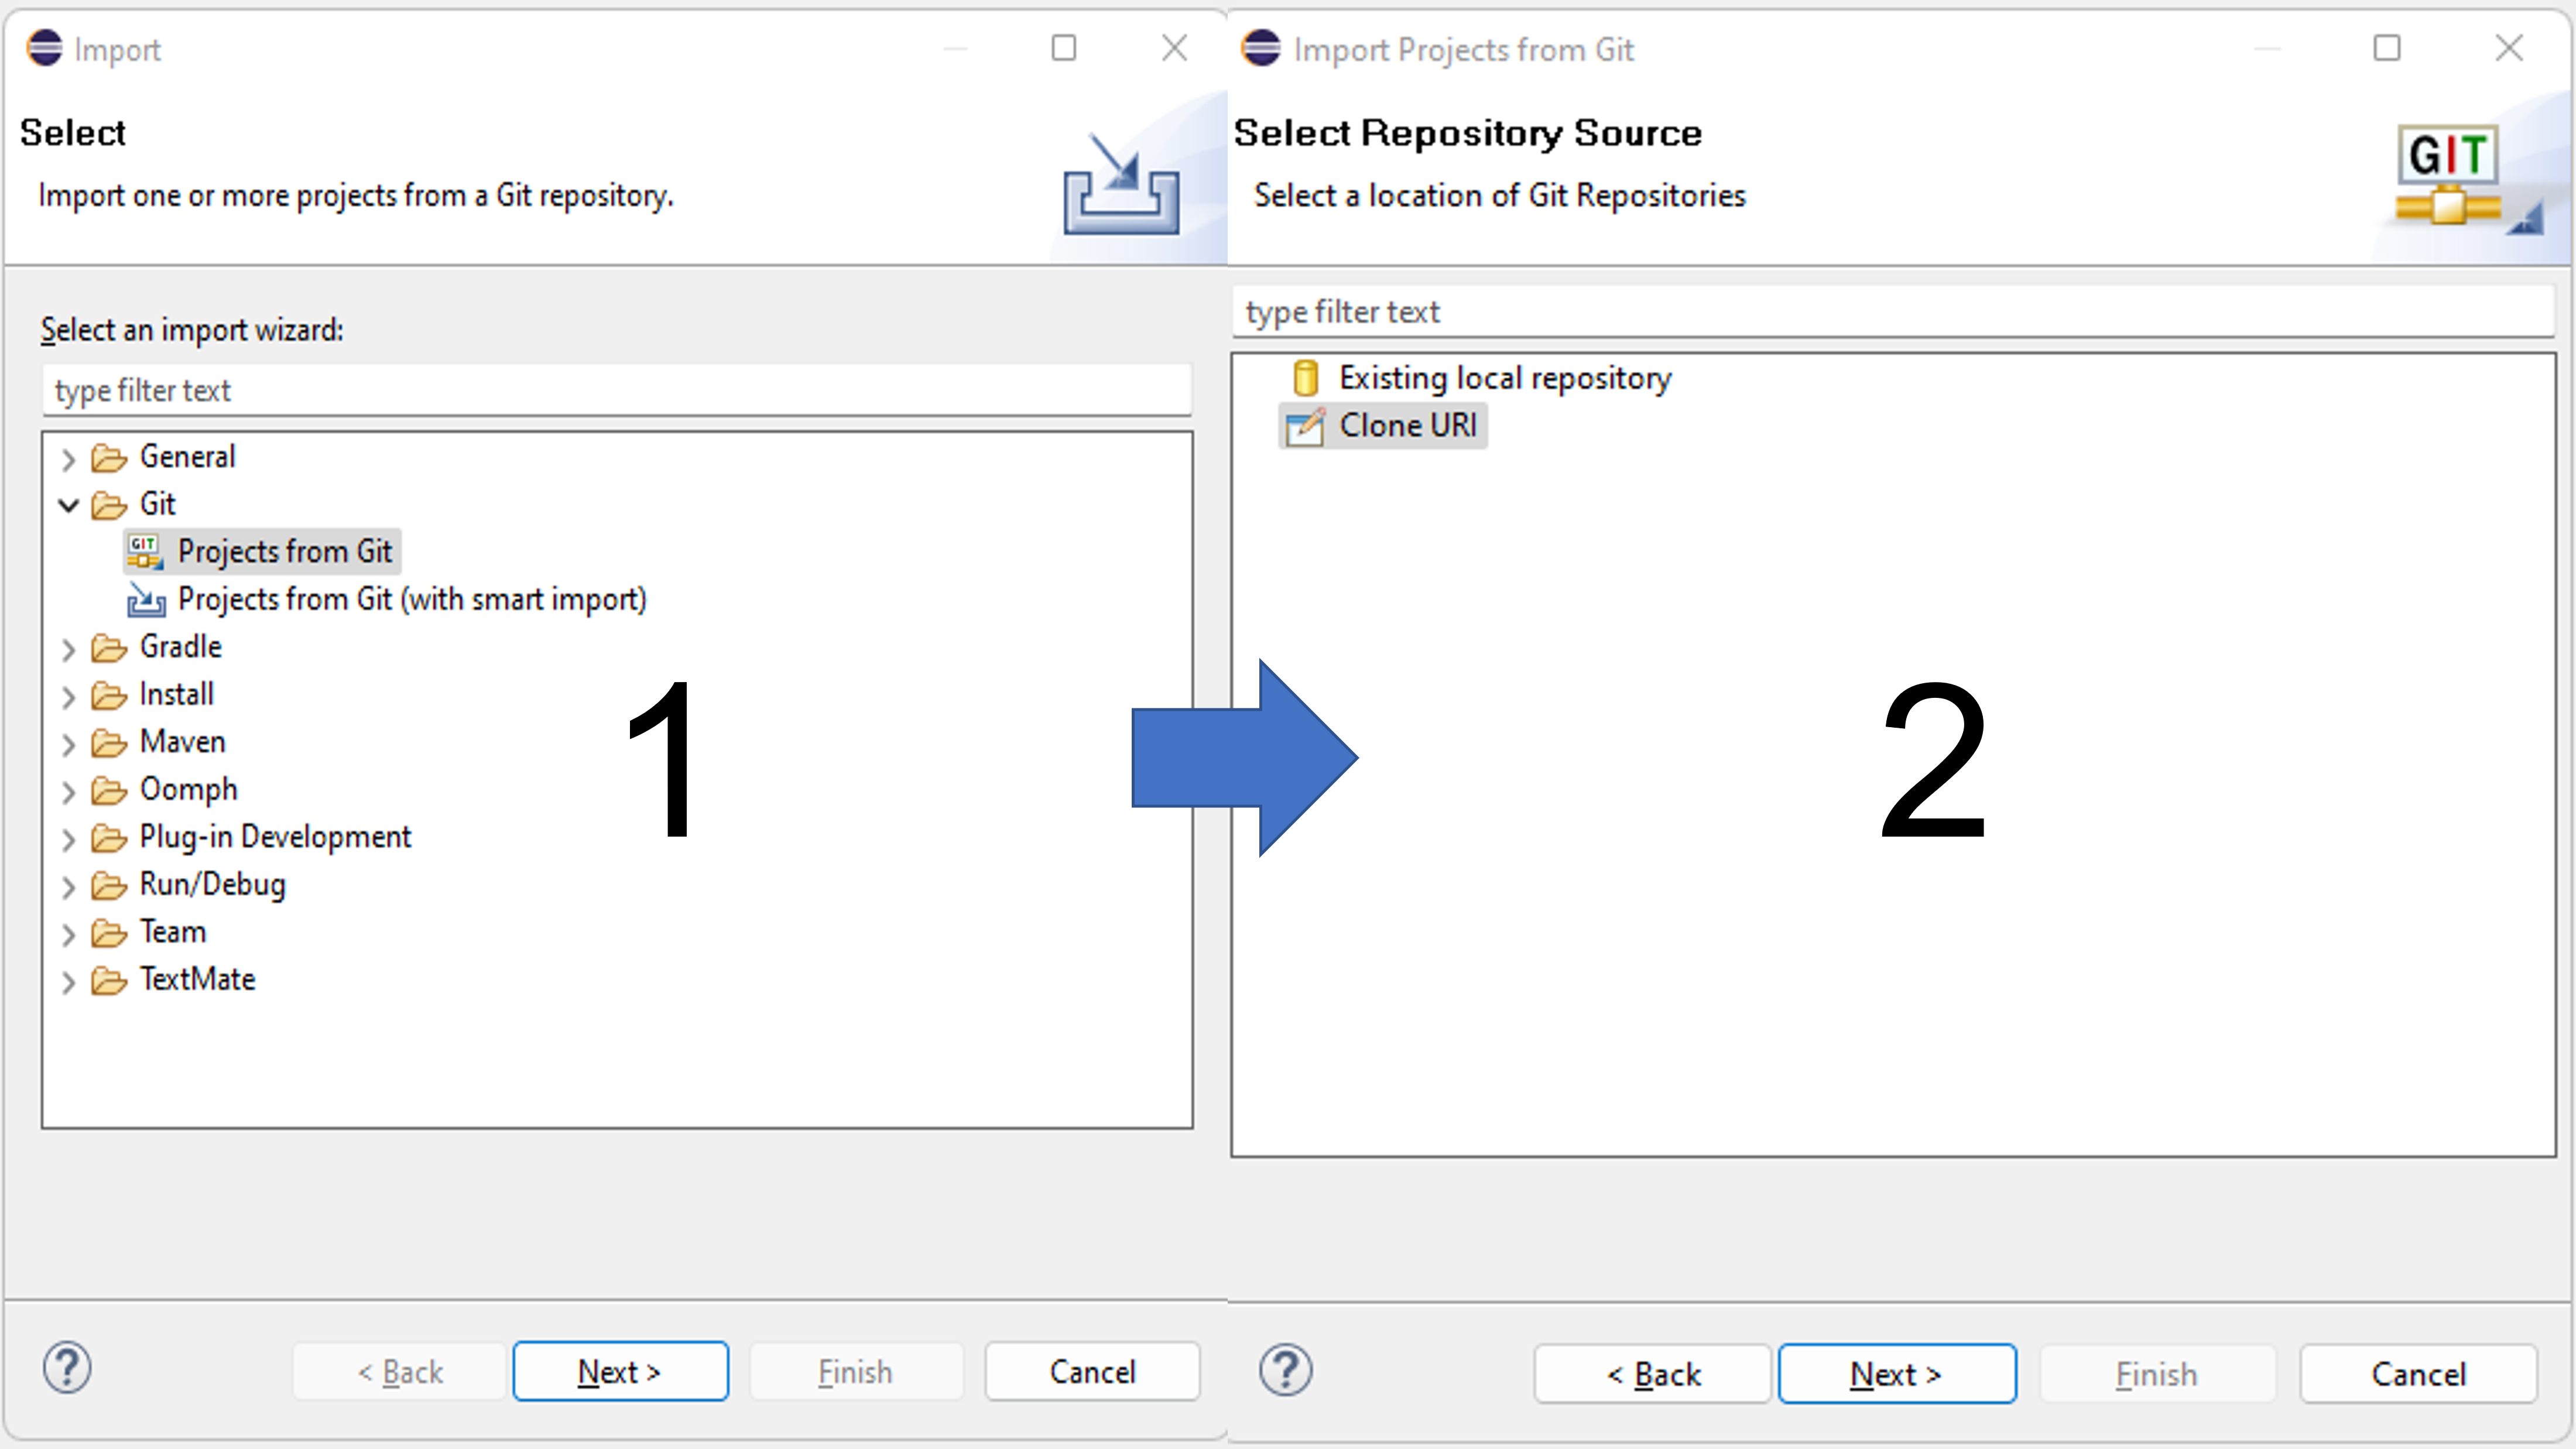 Import
Select
Import one or more projects from a Git repository.
Select an import wizard:
type filter text
General
Git
GIT Projects from Git
Projects from Git (with smart import)
Gradle
Install
Maven
Oomph
Plug-in Development
Run/Debug
Team
TextMate
1
? < Back Next > Finish Cancel
Import Projects from Git
Select Repository Source
GIT
Select a location of Git Repositories
type filter text
Existing local repository
Clone URI
2
? < Back Next > Finish Cancel